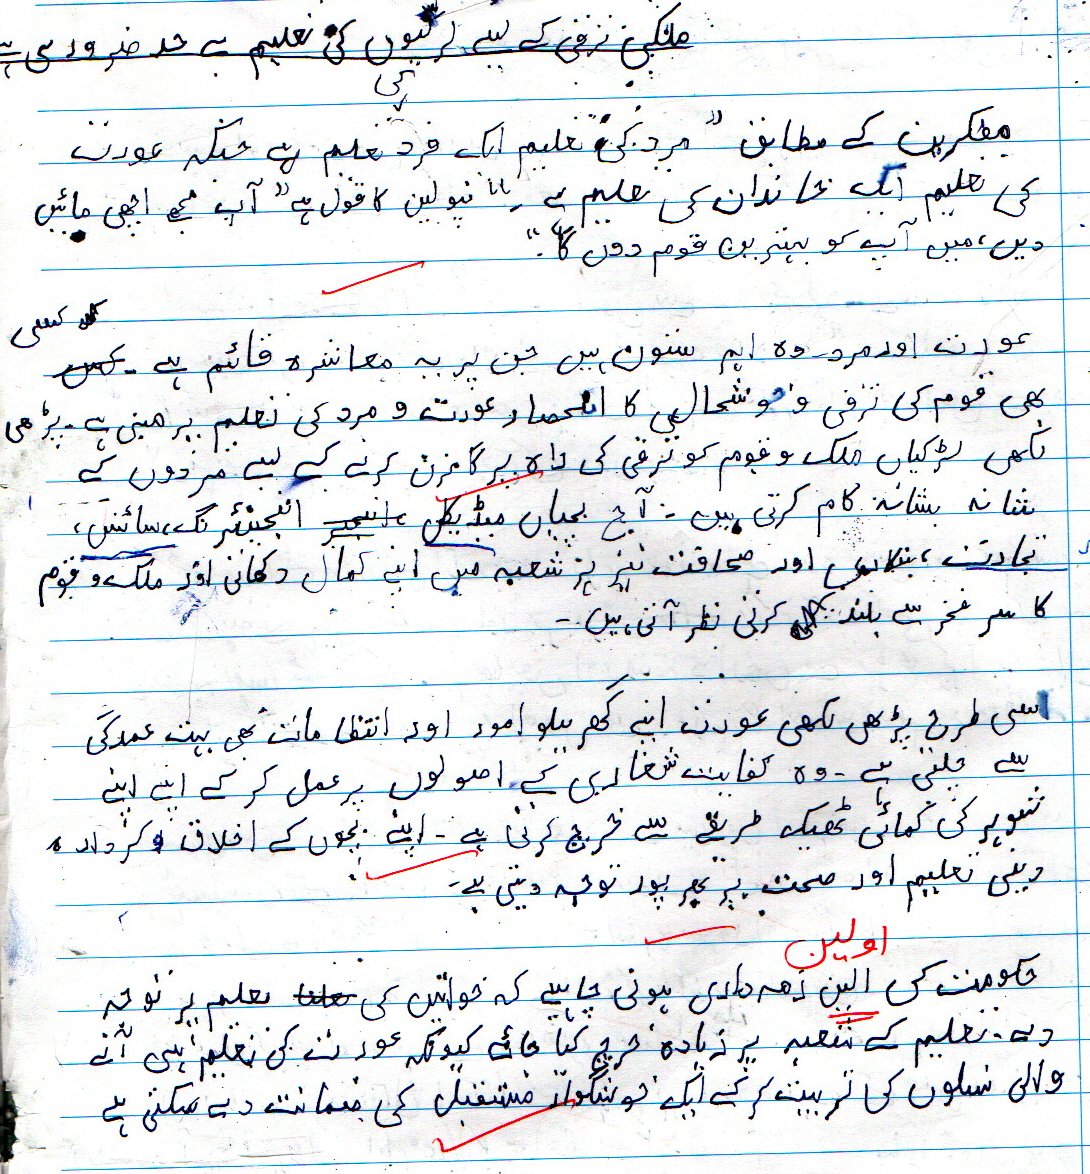 ملکی ترقی کے لیے لڑکیوں کی تعلیم بے حد ضروری ہے
کی
مفکرین کے مطابق "مرد کی تعلیم ایک فرد تعلیم ہے جبکہ عورت
کی تعلیم ایک خاندان کی تعلیم ہے۔" نپولین کا قول ہے "آپ مجھے اچھی مائیں
دیں، میں آپ کو بہترین قوم دوں گا۔"
کسی
عورت اور مرد وہ اہم ستون ہیں جن پر یہ معاشرہ قائم ہے۔ کس
بھی قوم کی ترقی و خوشحالی کا انحصار عورت و مرد کی تعلیم پر مبنی ہے۔ پڑھی
لکھی لڑکیاں ملک و قوم کو ترقی کی راہ پر گامزن کرنے کے لیے مردوں کے
شانہ بشانہ کام کرتی ہیں۔ آج بچیاں میڈیکل، انجینئرنگ، سائنس،
تجارت، بینکاری اور صحافت ہر شعبہ میں اپنے کمال دکھاتی اور ملک و قوم
کا سر فخر سے بلند کرتی نظر آتی ہیں۔
اسی طرح پڑھی لکھی عورت اپنے گھریلو امور اور انتظامات بھی بہت عمدگی
سے چلتی ہے۔ وہ کفایت شعاری کے اصولوں پر عمل کر کے اپنے اپنے
شوہر کی کمائی ٹھیک طریقے سے خرچ کرتی ہے۔ اپنے بچوں کے اخلاق و کردار،
دینی تعلیم اور صحت پر بھرپور توجہ دیتی ہے۔
اولین
حکومت کی الین ذمہ داری ہونی چاہیے کہ خواتین کی تعلیم پر توجہ
دے۔ تعلیم کے شعبہ پر زیادہ خرچ کیا جائے کیونکہ عورت کی تعلیم ہی آنے
والی نسلوں کی تربیت کر کے ایک خوشگوار مستقبل کی ضمانت دے سکتی ہے